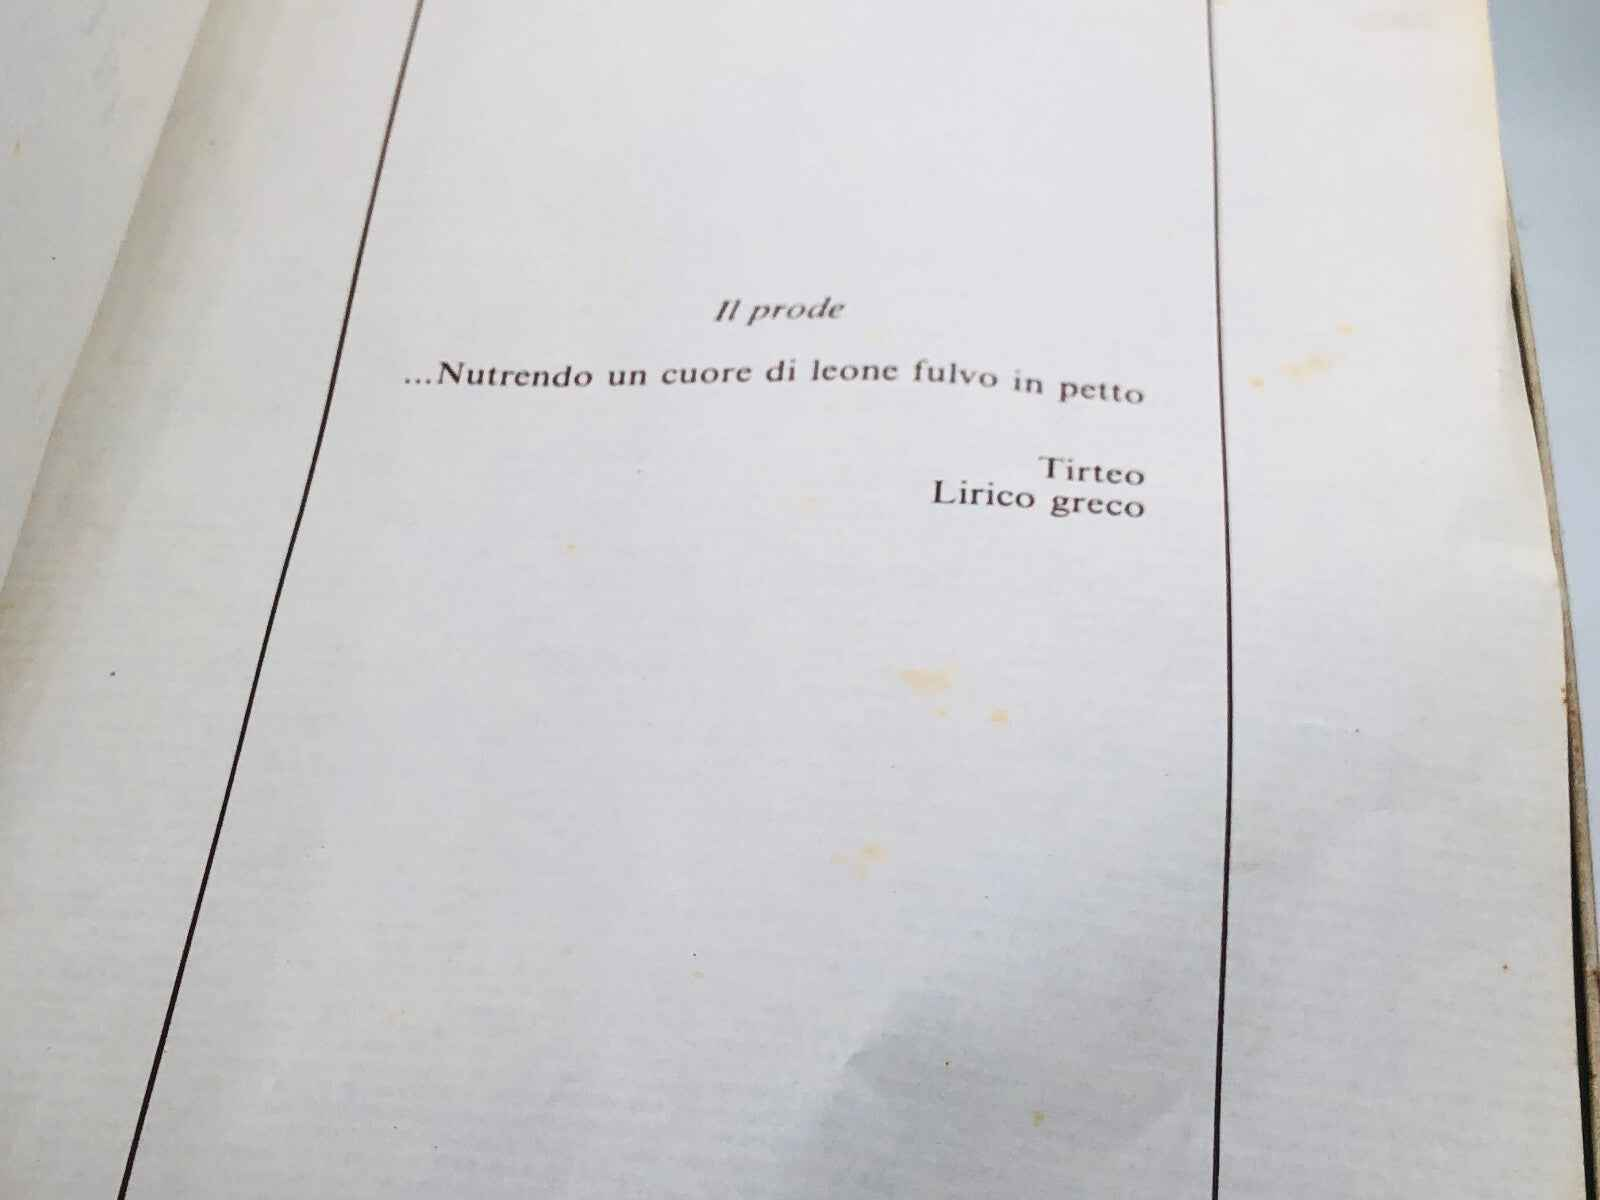 Il prode
...Nutrendo un cuore di leone fulvo in petto
Tirteo
Lirico greco